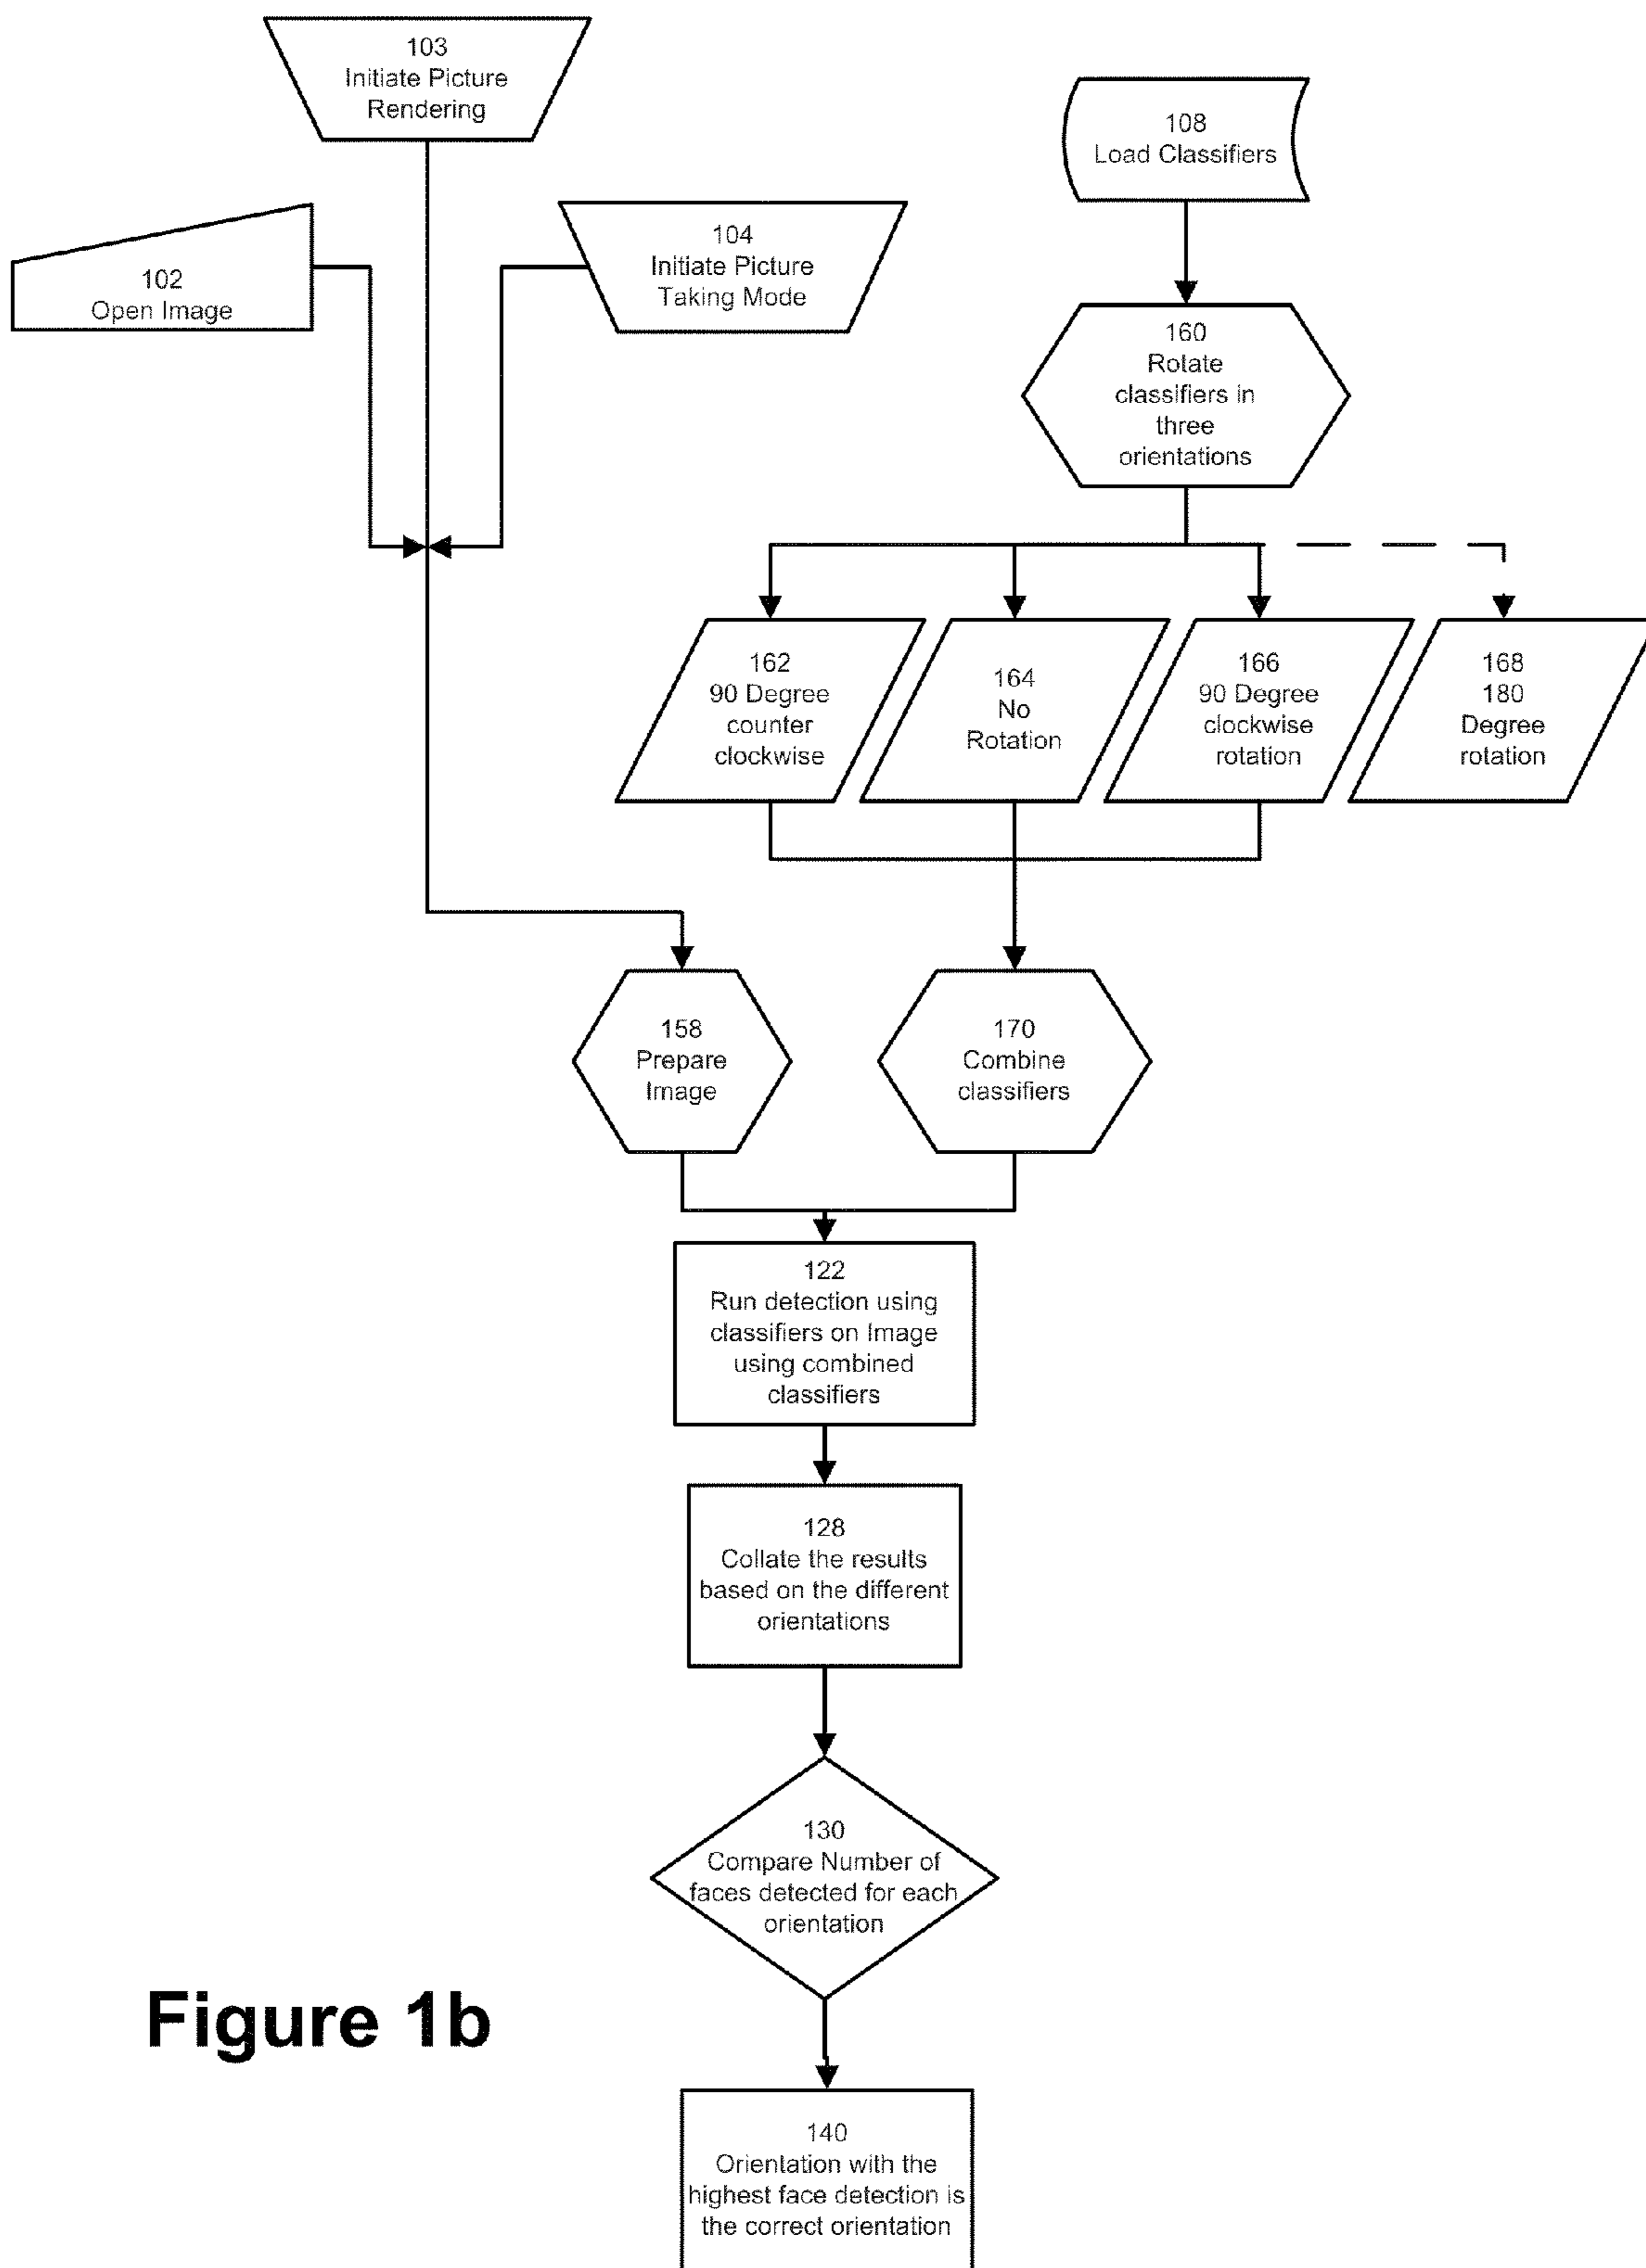 103
Initiate Picture
Rendering
108
Load Classifiers
102
Open Image
104
Initiate Picture
Taking Mode
160
Rotate
classifiers in
three
orientations
162
90 Degree
counter
clockwise
164
No
Rotation
166
90 Degree
clockwise
rotation
168
180
Degree
rotation
158
Prepare
Image
170
Combine
classifiers
122
Run detection using
classifiers on Image
using combined
classifiers
128
Collate the results
based on the different
orientations
130
Compare Number of
faces detected for each
orientation
Figure 1b
140
Orientation with the
highest face detection is
the correct orientation